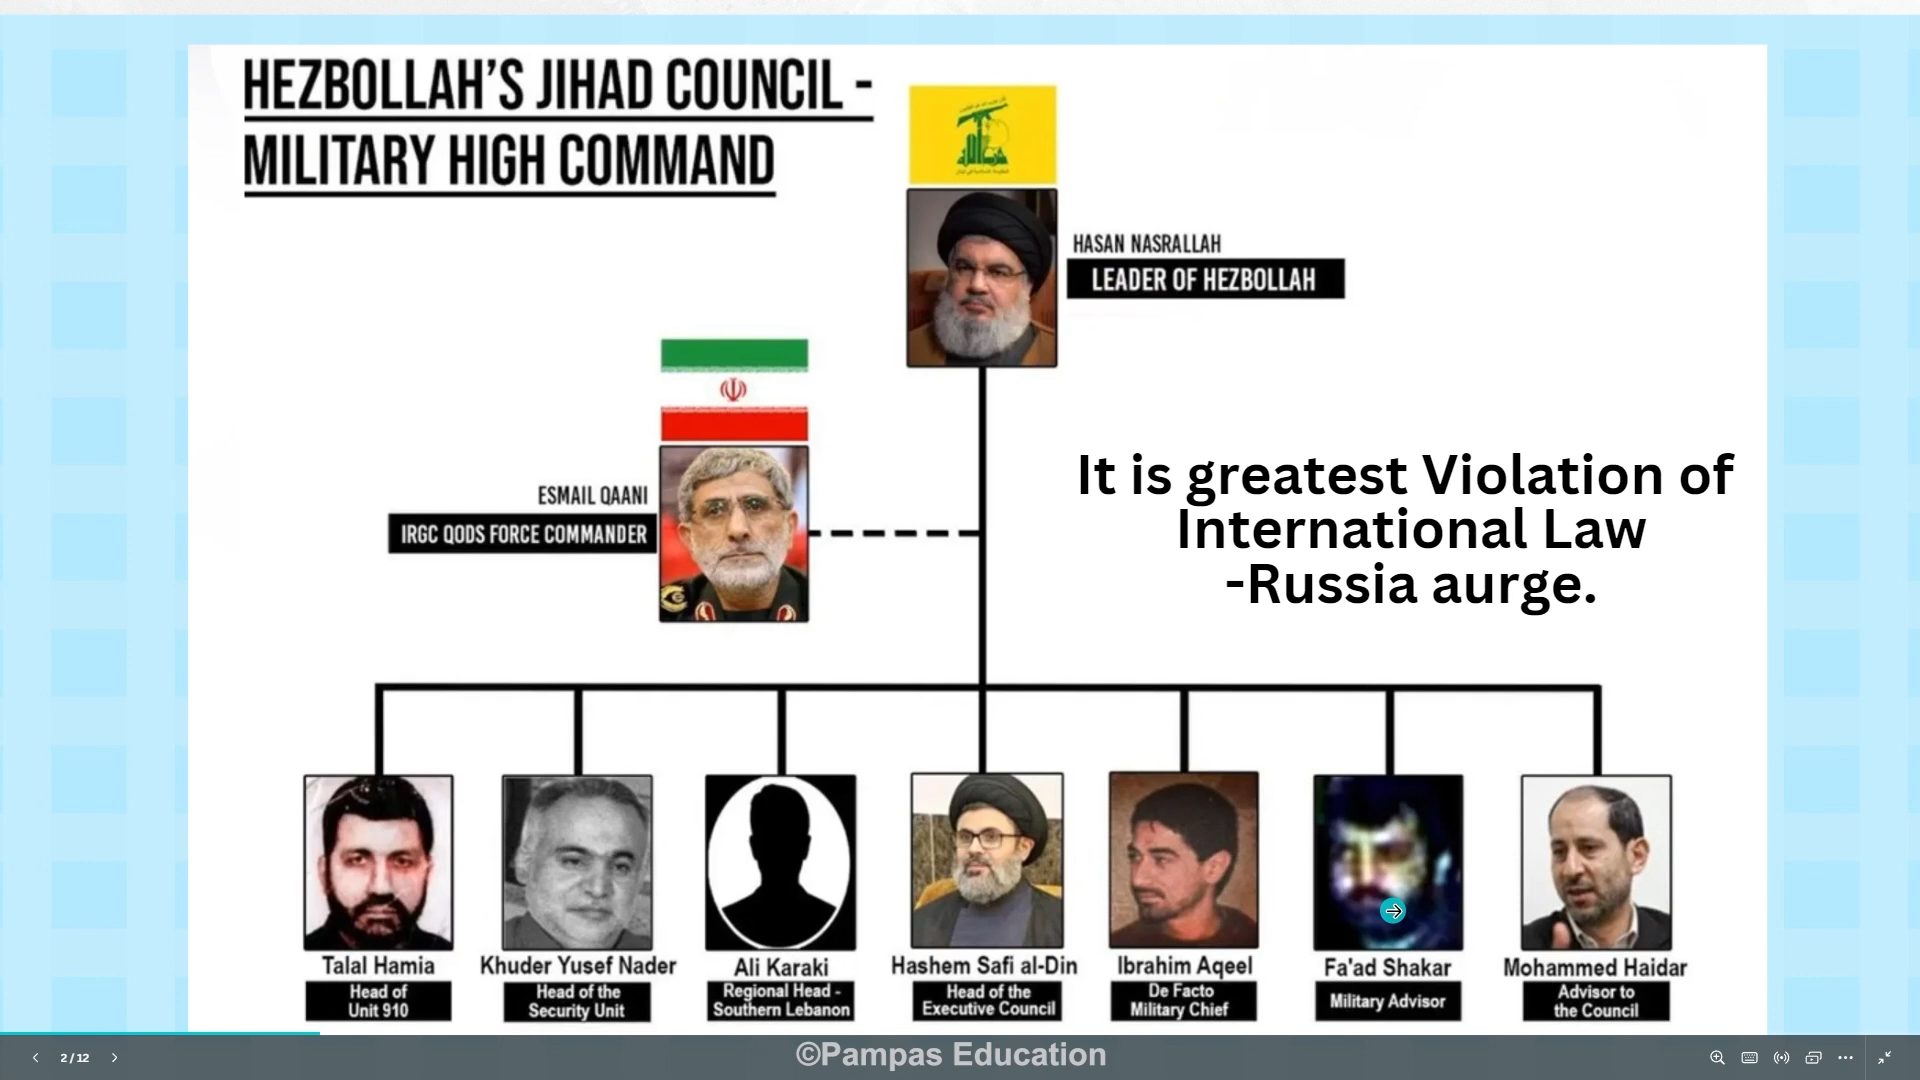 HEZBOLLAH'S JIHAD COUNCIL -
MILITARY HIGH COMMAND
HASAN NASRALLAH
LEADER OF HEZBOLLAH
ESMAIL QAANI
IRGC QODS FORCE COMMANDER
It is greatest Violation of
International Law
-Russia aurge.
Talal Hamia
Head of
Unit 910
Khuder Yusef Nader
Head of the
Security Unit
Ali Karaki
Regional Head -
Southern Lebanon
Hashem Safi al-Din
Head of the
Executive Council
Ibrahim Aqeel
De Facto
Military Chief
Fa'ad Shakar
Military Advisor
Mohammed Haidar
Advisor to
the Council
2 / 12
©Pampas Education